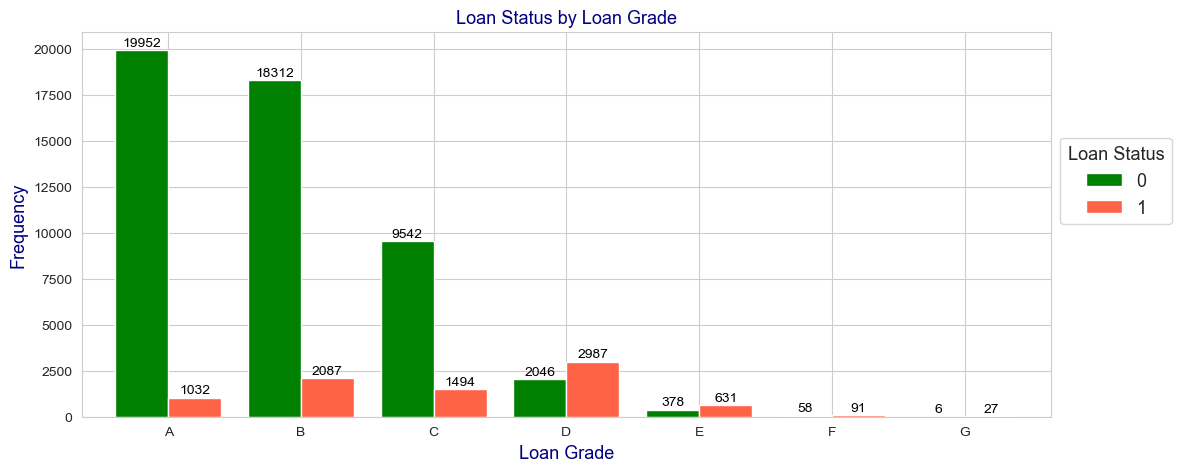 Loan Status by Loan Grade
Frequency
20000
17500
15000
12500
10000
7500
5000
2500
0
19952
1032
18312
2087
9542
1494
2046
2987
378
631
58
91
6
27
A
B
C
D
E
F
G
Loan Grade
Loan Status
0
1